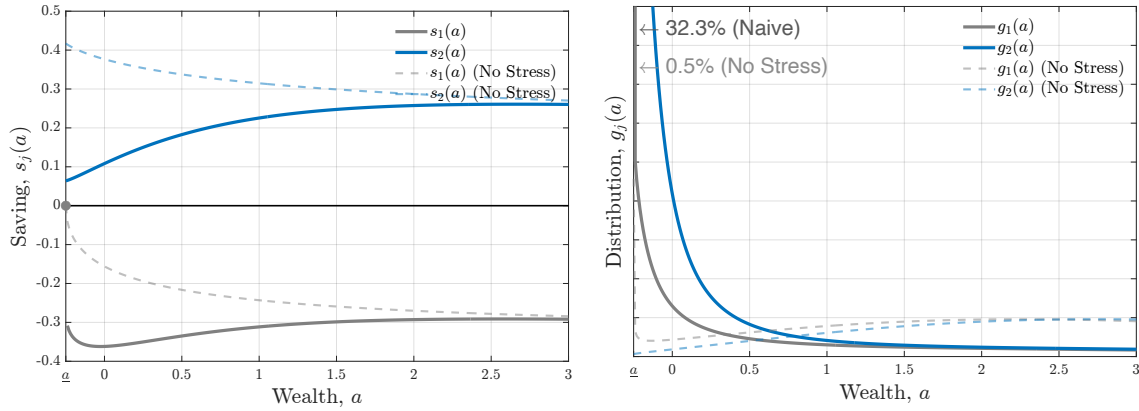 0.5
0.4
0.3
0.2
0.1
0
-0.1
-0.2
-0.3
-0.4
Saving, s_j(a)
s_1(a)
s_2(a)
s_1(a) (No Stress)
s_2(a) (No Stress)
a 0 0.5 1 1.5 2 2.5 3
Wealth, a
Distribution, g_j(a)
← 32.3% (Naive)
← 0.5% (No Stress)
g_1(a)
g_2(a)
g_1(a) (No Stress)
g_2(a) (No Stress)
a 0 0.5 1 1.5 2 2.5 3
Wealth, a